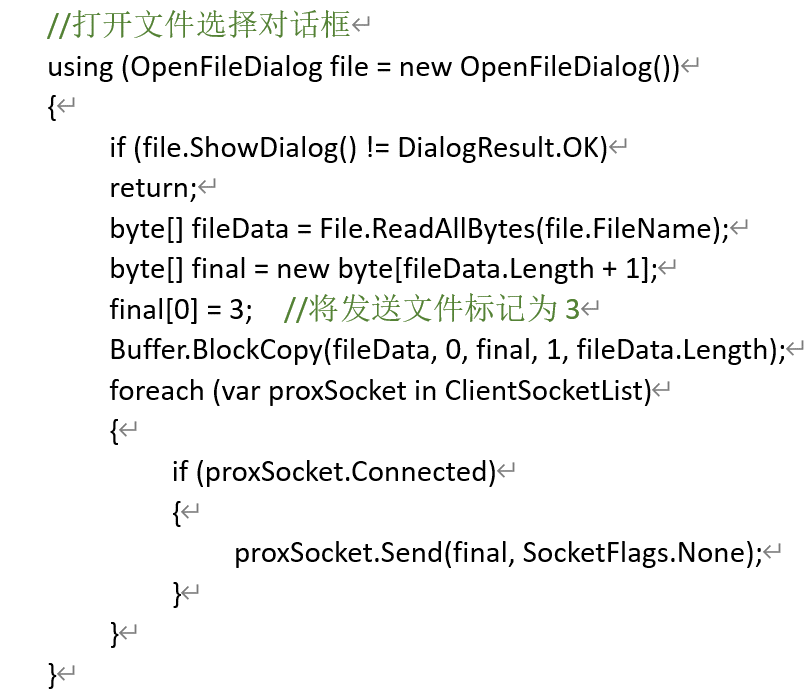 //打开文件选择对话框↵
using (OpenFileDialog file = new OpenFileDialog())↵
{↵
if (file.ShowDialog() != DialogResult.OK)↵
return;↵
byte[] fileData = File.ReadAllBytes(file.FileName);↵
byte[] final = new byte[fileData.Length + 1];↵
final[0] = 3; //将发送文件标记为 3↵
Buffer.BlockCopy(fileData, 0, final, 1, fileData.Length);↵
foreach (var proxSocket in ClientSocketList)↵
{↵
if (proxSocket.Connected)↵
{↵
proxSocket.Send(final, SocketFlags.None);↵
}↵
}↵
}↵